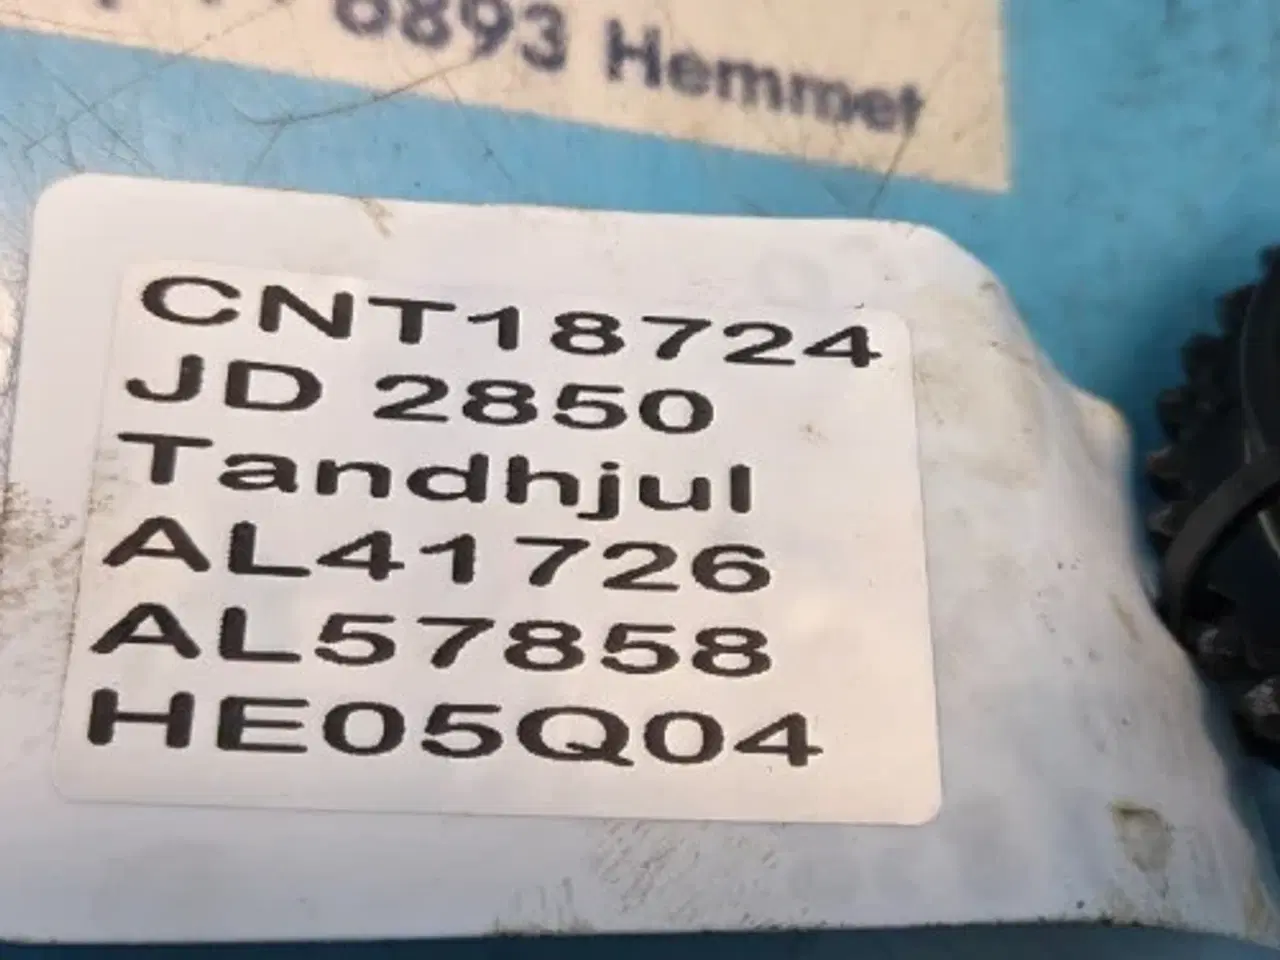 6893 Hemmet
CNT18724
JD 2850
Tandhjul
AL41726
AL57858
HE05Q04